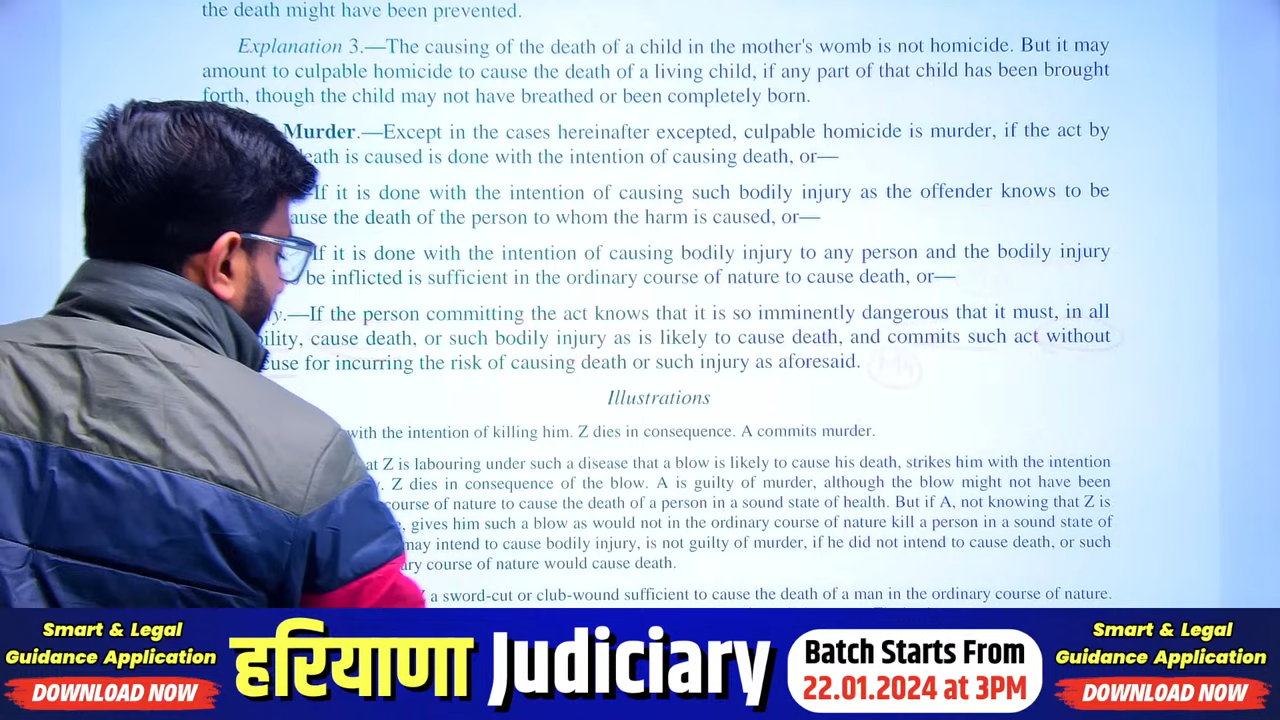 the death might have been prevented.
Explanation 3.—The causing of the death of a child in the mother's womb is not homicide. But it may
amount to culpable homicide to cause the death of a living child, if any part of that child has been brought
forth, though the child may not have breathed or been completely born.
Murder.—Except in the cases hereinafter excepted, culpable homicide is murder, if the act by
death is caused is done with the intention of causing death, or—
If it is done with the intention of causing such bodily injury as the offender knows to be
cause the death of the person to whom the harm is caused, or—
If it is done with the intention of causing bodily injury to any person and the bodily injury
be inflicted is sufficient in the ordinary course of nature to cause death, or—
y.—If the person committing the act knows that it is so imminently dangerous that it must, in all
bility, cause death, or such bodily injury as is likely to cause death, and commits such act without
cuse for incurring the risk of causing death or such injury as aforesaid.
Illustrations
with the intention of killing him. Z dies in consequence. A commits murder.
at Z is labouring under such a disease that a blow is likely to cause his death, strikes him with the intention
. Z dies in consequence of the blow. A is guilty of murder, although the blow might not have been
course of nature to cause the death of a person in a sound state of health. But if A, not knowing that Z is
, gives him such a blow as would not in the ordinary course of nature kill a person in a sound state of
may intend to cause bodily injury, is not guilty of murder, if he did not intend to cause death, or such
ary course of nature would cause death.
a sword-cut or club-wound sufficient to cause the death of a man in the ordinary course of nature.
Smart & Legal
Guidance Application
DOWNLOAD NOW
हरियाणा Judiciary
Batch Starts From
22.01.2024 at 3PM
Smart & Legal
Guidance Application
DOWNLOAD NOW